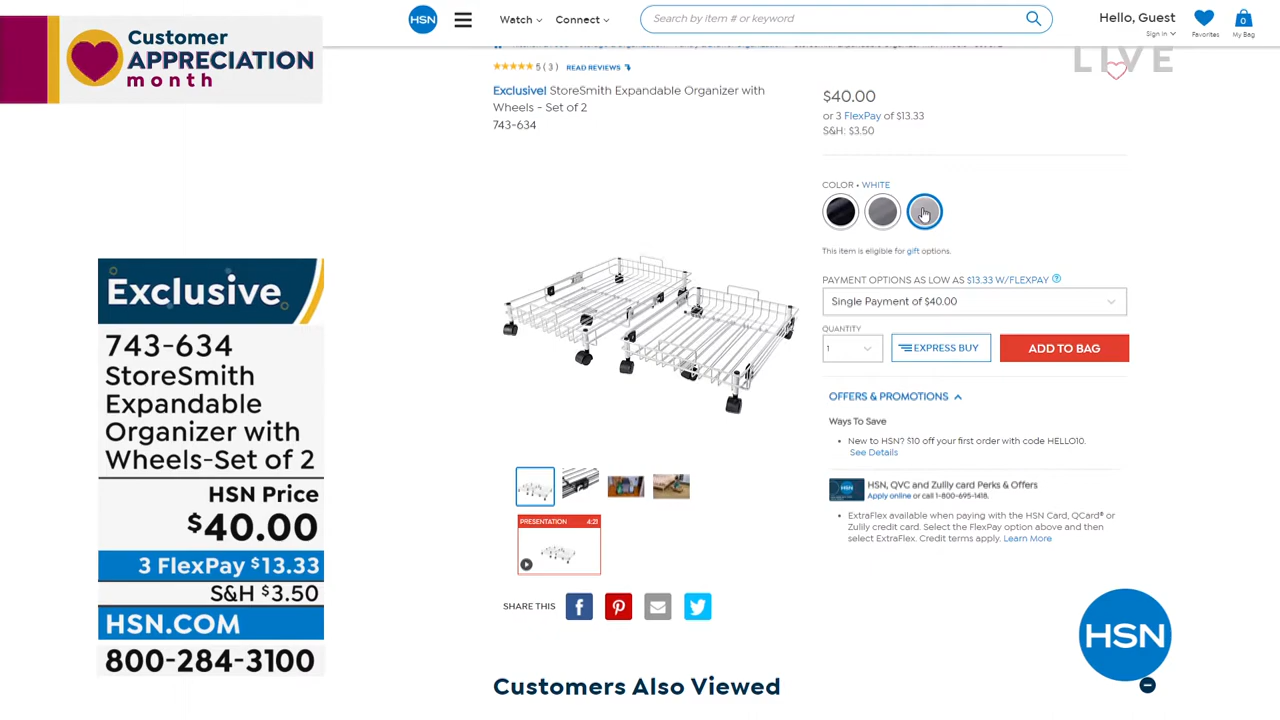 Customer
APPRECIATION
month
HSN
Watch
Connect
Search by item # or keyword
Hello, Guest
Sign in
Favorites
0
My Bag
LIVE
5 ( 3 ) READ REVIEWS
Exclusive! StoreSmith Expandable Organizer with
Wheels - Set of 2
743-634
$40.00
or 3 FlexPay of $13.33
S&H: $3.50
COLOR • WHITE
This item is eligible for gift options.
PAYMENT OPTIONS AS LOW AS $13.33 W/FLEXPAY ?
Single Payment of $40.00
QUANTITY
1
EXPRESS BUY
ADD TO BAG
OFFERS & PROMOTIONS
Ways To Save
• New to HSN? $10 off your first order with code HELLO10.
See Details
HSN, QVC and Zulily card Perks & Offers
Apply online or call 1-800-695-1418.
• ExtraFlex available when paying with the HSN Card, QCard® or
Zulily credit card. Select the FlexPay option above and then
select ExtraFlex. Credit terms apply. Learn More
PRESENTATION 4:21
SHARE THIS
Customers Also Viewed
Exclusive
743-634
StoreSmith
Expandable
Organizer with
Wheels-Set of 2
HSN Price
$40.00
3 FlexPay $13.33
S&H $3.50
HSN.COM
800-284-3100
HSN